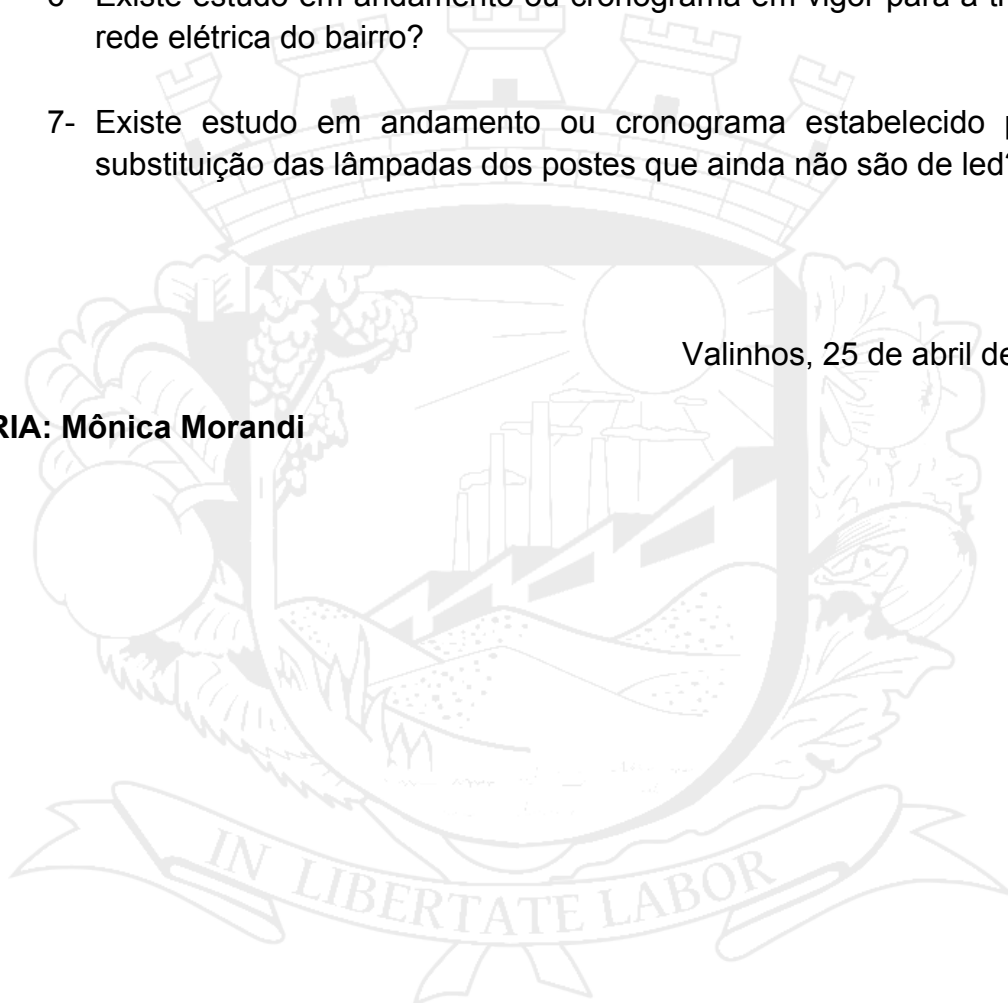 rede elétrica do bairro?
7- Existe estudo em andamento ou cronograma estabelecido
substituição das lâmpadas dos postes que ainda não são de led?
Valinhos, 25 de abril de
RIA: Mônica Morandi
IN LIBERTATE LABOR